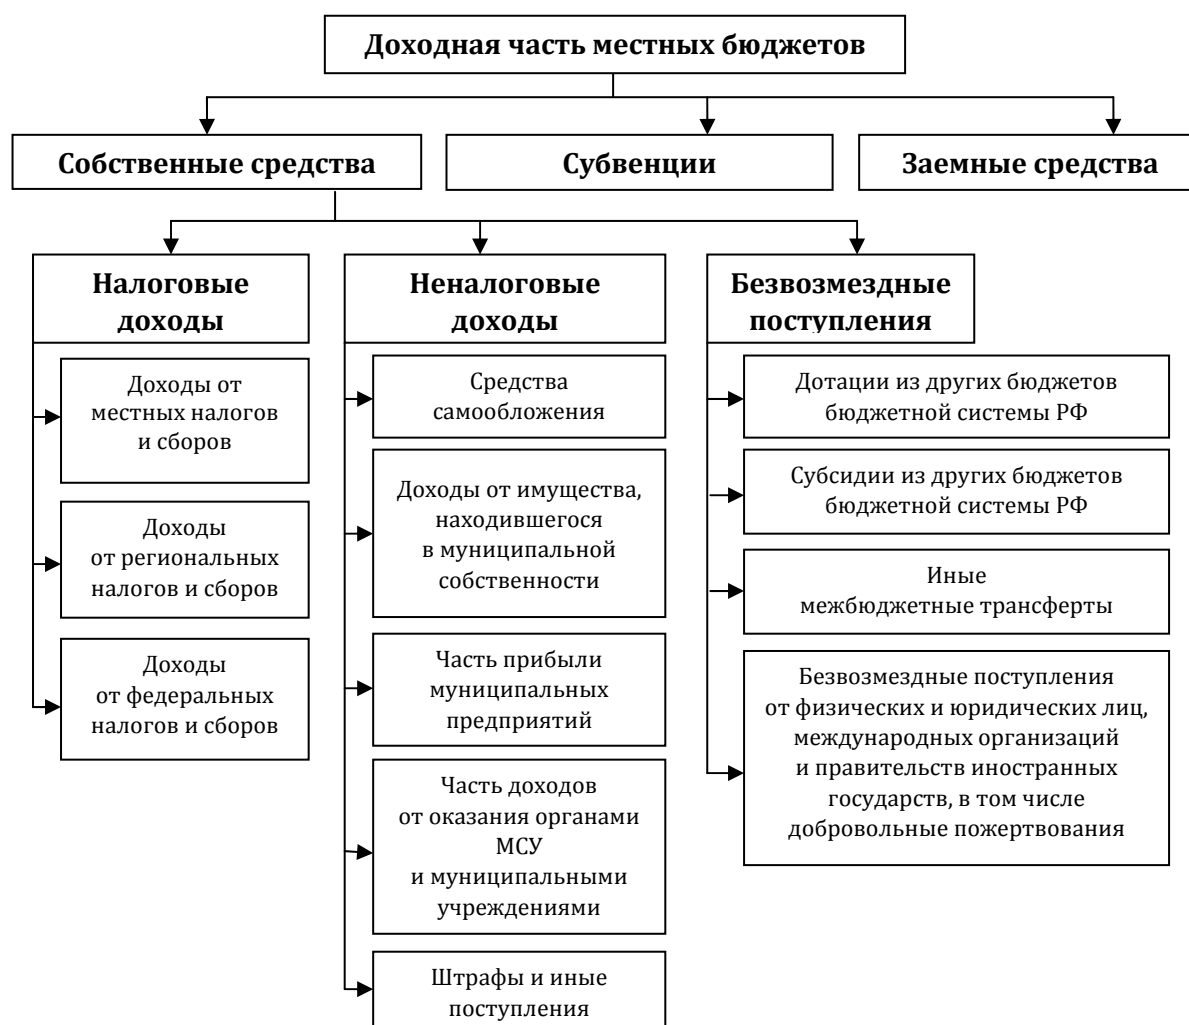 Доходная часть местных бюджетов
Собственные средства
Субвенции
Заемные средства
Налоговые
доходы
Неналоговые
доходы
Безвозмездные
поступления
Доходы от
местных налогов
и сборов
Доходы
от региональных
налогов и сборов
Доходы
от федеральных
налогов и сборов
Средства
самообложения
Доходы от имущества,
находившегося
в муниципальной
собственности
Часть прибыли
муниципальных
предприятий
Часть доходов
от оказания органами
МСУ
и муниципальными
учреждениями
Штрафы и иные
поступления
Дотации из других бюджетов
бюджетной системы РФ
Субсидии из других бюджетов
бюджетной системы РФ
Иные
межбюджетные трансферты
Безвозмездные поступления
от физических и юридических лиц,
международных организаций
и правительств иностранных
государств, в том числе
добровольные пожертвования